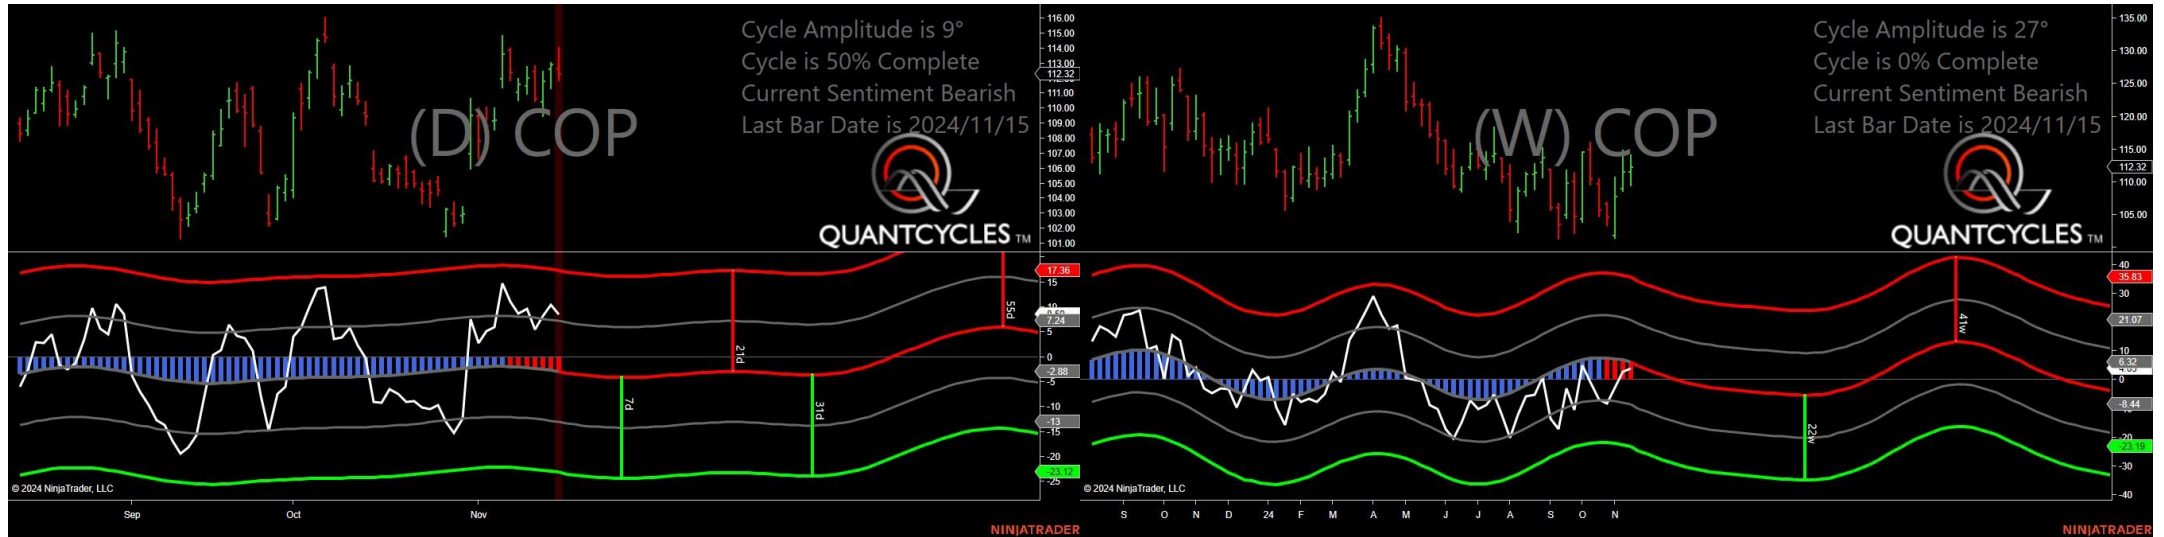 Cycle Amplitude is 9°
Cycle is 50% Complete
Current Sentiment Bearish
Last Bar Date is 2024/11/15
(D) COP
QUANTCYCLES TM
116.00
115.00
114.00
113.00
112.32
111.00
110.00
109.00
108.00
107.00
106.00
105.00
104.00
103.00
102.00
101.00
17.36
15
10
7.24
5
0
-2.88
-5
-10
-13
-15
-20
-23.12
-25
7d
21d
31d
55d
© 2024 NinjaTrader, LLC
Sep Oct Nov
NINJATRADER
Cycle Amplitude is 27°
Cycle is 0% Complete
Current Sentiment Bearish
Last Bar Date is 2024/11/15
(W) COP
QUANTCYCLES TM
135.00
130.00
125.00
120.00
115.00
112.32
110.00
105.00
40
35.83
30
21.07
10
6.32
0
-8.44
-20
-23.19
-30
-40
22w
41w
© 2024 NinjaTrader, LLC
S O N D 24 F M A M J J A S O N
NINJATRADER